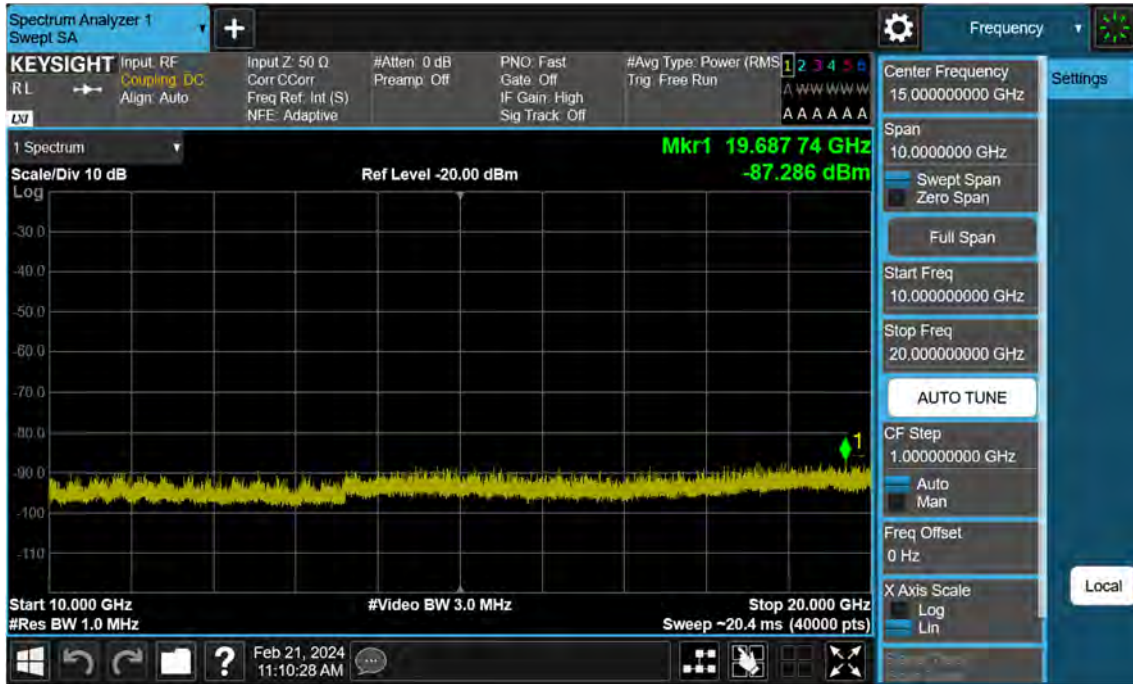 Spectrum Analyzer 1
Swept SA
+
Frequency
KEYSIGHT
RL
LXI
Input: RF
Coupling: DC
Align: Auto
Input Z: 50 Ω
Corr CCorr
Freq Ref: Int (S)
NFE: Adaptive
#Atten: 0 dB
Preamp: Off
PNO: Fast
Gate: Off
IF Gain: High
Sig Track: Off
#Avg Type: Power (RMS
Trig: Free Run
1 2 3 4 5 6
A W W W W W
A A A A A A
1 Spectrum
Scale/Div 10 dB
Ref Level -20.00 dBm
Mkr1 19.687 74 GHz
-87.286 dBm
Log
-30.0
-40.0
-50.0
-60.0
-70.0
-80.0
-90.0
-100
-110
1
Start 10.000 GHz
#Video BW 3.0 MHz
Stop 20.000 GHz
#Res BW 1.0 MHz
Sweep ~20.4 ms (40000 pts)
?
Feb 21, 2024
11:10:28 AM
Center Frequency
15.000000000 GHz
Span
10.0000000 GHz
Swept Span
Zero Span
Full Span
Start Freq
10.000000000 GHz
Stop Freq
20.000000000 GHz
AUTO TUNE
CF Step
1.000000000 GHz
Auto
Man
Freq Offset
0 Hz
X Axis Scale
Log
Lin
Settings
Local